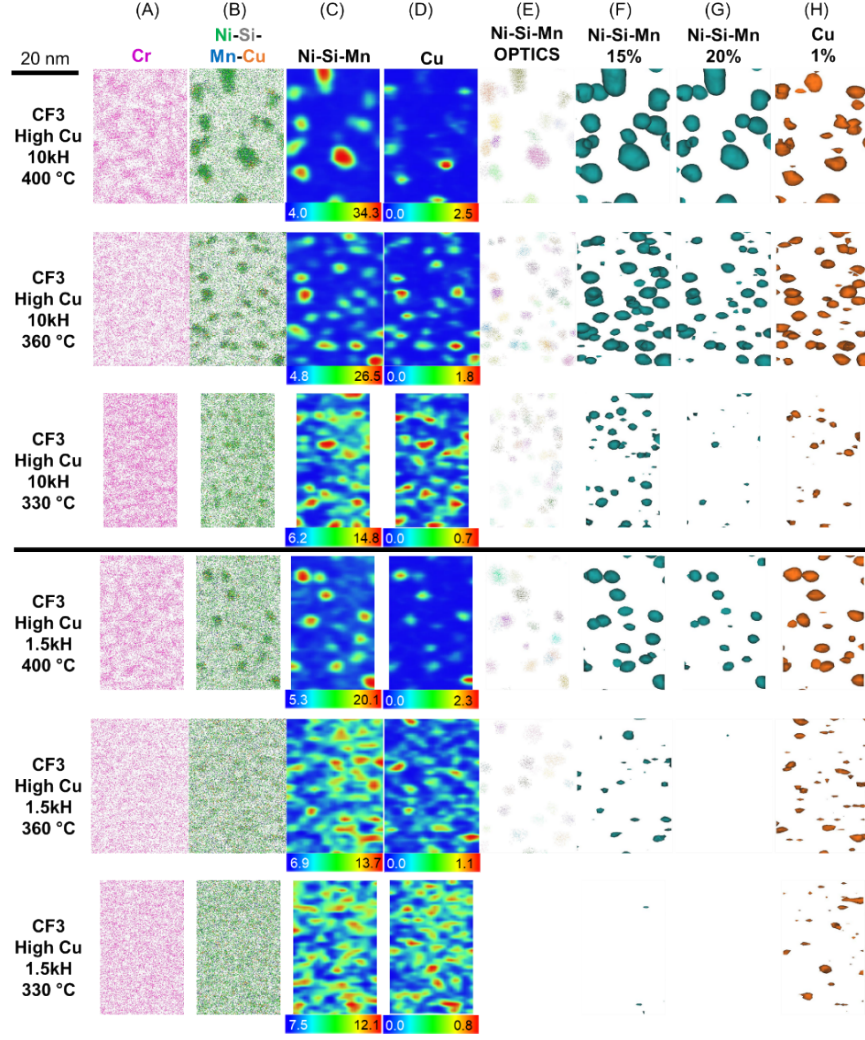 (A) (B) (C) (D) (E) (F) (G) (H)
20 nm
Cr
Ni-Si-
Mn-Cu
Ni-Si-Mn
Cu
Ni-Si-Mn
OPTICS
Ni-Si-Mn
15%
Ni-Si-Mn
20%
Cu
1%
CF3
High Cu
10kH
400 °C
4.0 34.3 0.0 2.5
CF3
High Cu
10kH
360 °C
4.8 26.5 0.0 1.8
CF3
High Cu
10kH
330 °C
6.2 14.8 0.0 0.7
CF3
High Cu
1.5kH
400 °C
5.3 20.1 0.0 2.3
CF3
High Cu
1.5kH
360 °C
6.9 13.7 0.0 1.1
CF3
High Cu
1.5kH
330 °C
7.5 12.1 0.0 0.8